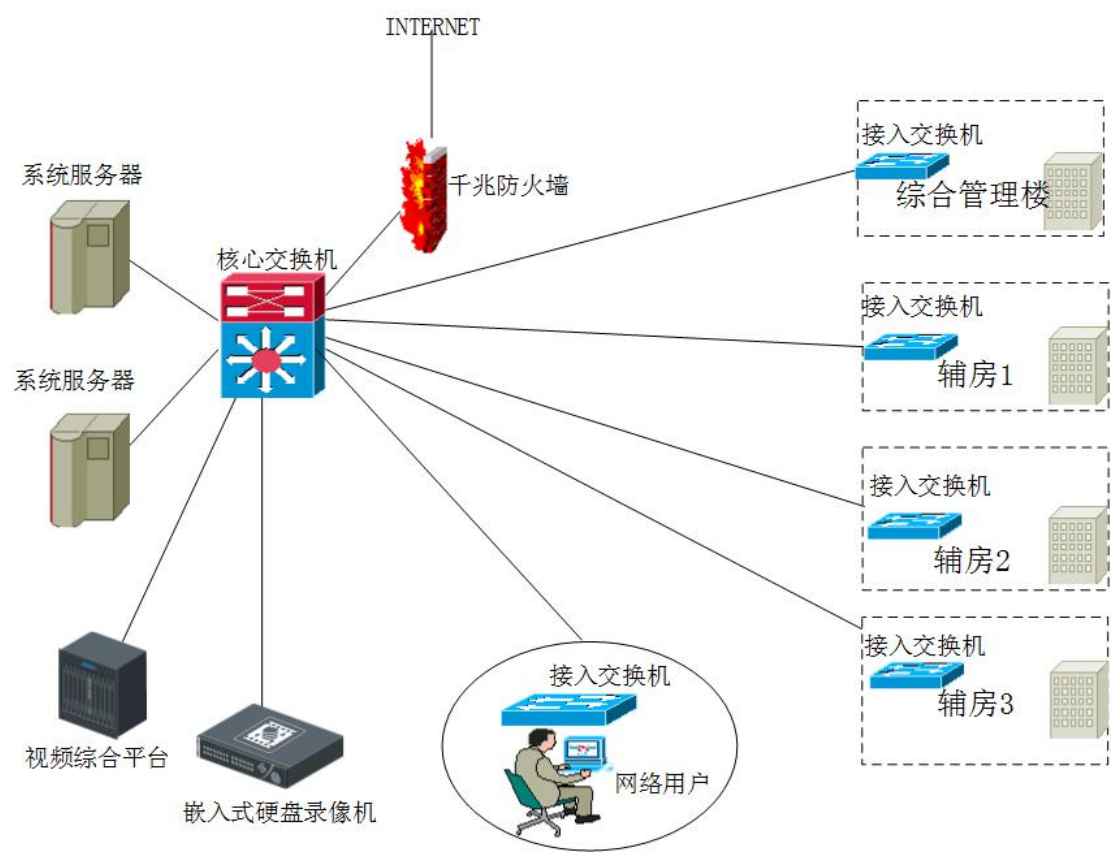 INTERNET
千兆防火墙
系统服务器
核心交换机
系统服务器
视频综合平台
嵌入式硬盘录像机
接入交换机
网络用户
接入交换机
综合管理楼
接入交换机
辅房1
接入交换机
辅房2
接入交换机
辅房3